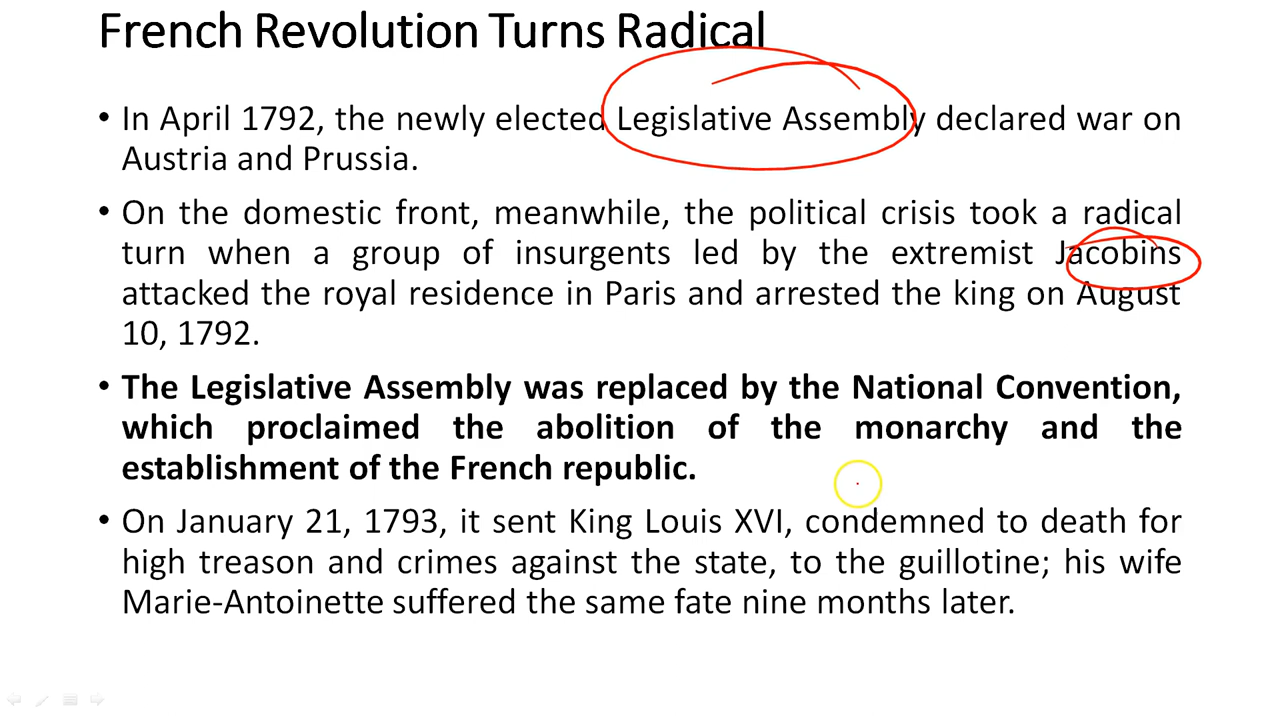 French Revolution Turns Radical
• In April 1792, the newly elected Legislative Assembly declared war on
Austria and Prussia.
• On the domestic front, meanwhile, the political crisis took a radical
turn when a group of insurgents led by the extremist Jacobins
attacked the royal residence in Paris and arrested the king on August
10, 1792.
• The Legislative Assembly was replaced by the National Convention,
which proclaimed the abolition of the monarchy and the
establishment of the French republic.
• On January 21, 1793, it sent King Louis XVI, condemned to death for
high treason and crimes against the state, to the guillotine; his wife
Marie-Antoinette suffered the same fate nine months later.